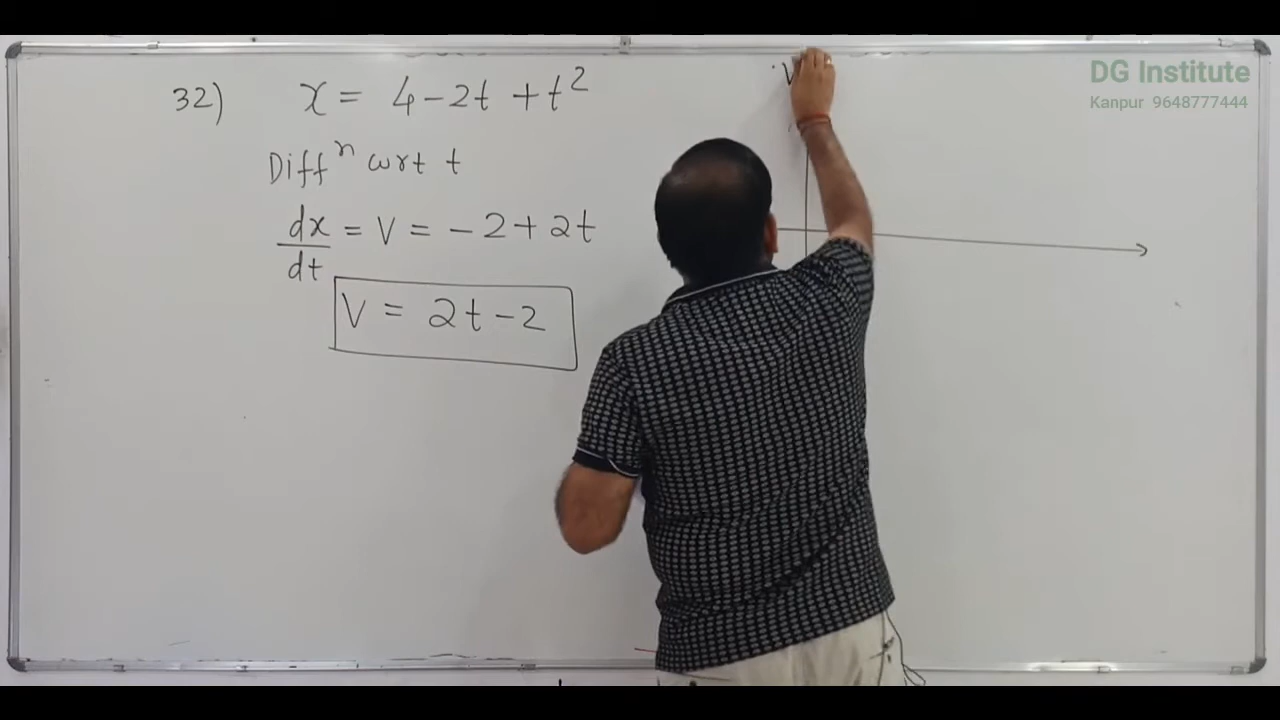 32) x = 4 - 2t + t²
Diffⁿ wrt t
dx/dt = V = -2 + 2t
V = 2t - 2
V
DG Institute
Kanpur 9648777444